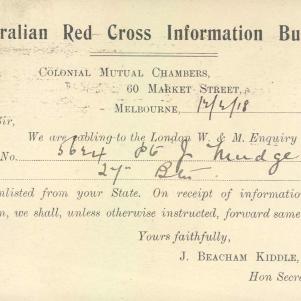 ralian Red Cross Information Bu
Colonial Mutual Chambers,
60 Market Street,
Melbourne, 12/4/18
ir,
We are cabling to the London W. & M. Enquiry
No. 5624 Pte J Mudge
27th Btn.
nlisted from your State. On receipt of information
n, we shall, unless otherwise instructed, forward same
Yours faithfully,
J. BEACHAM KIDDLE,
Hon Secre